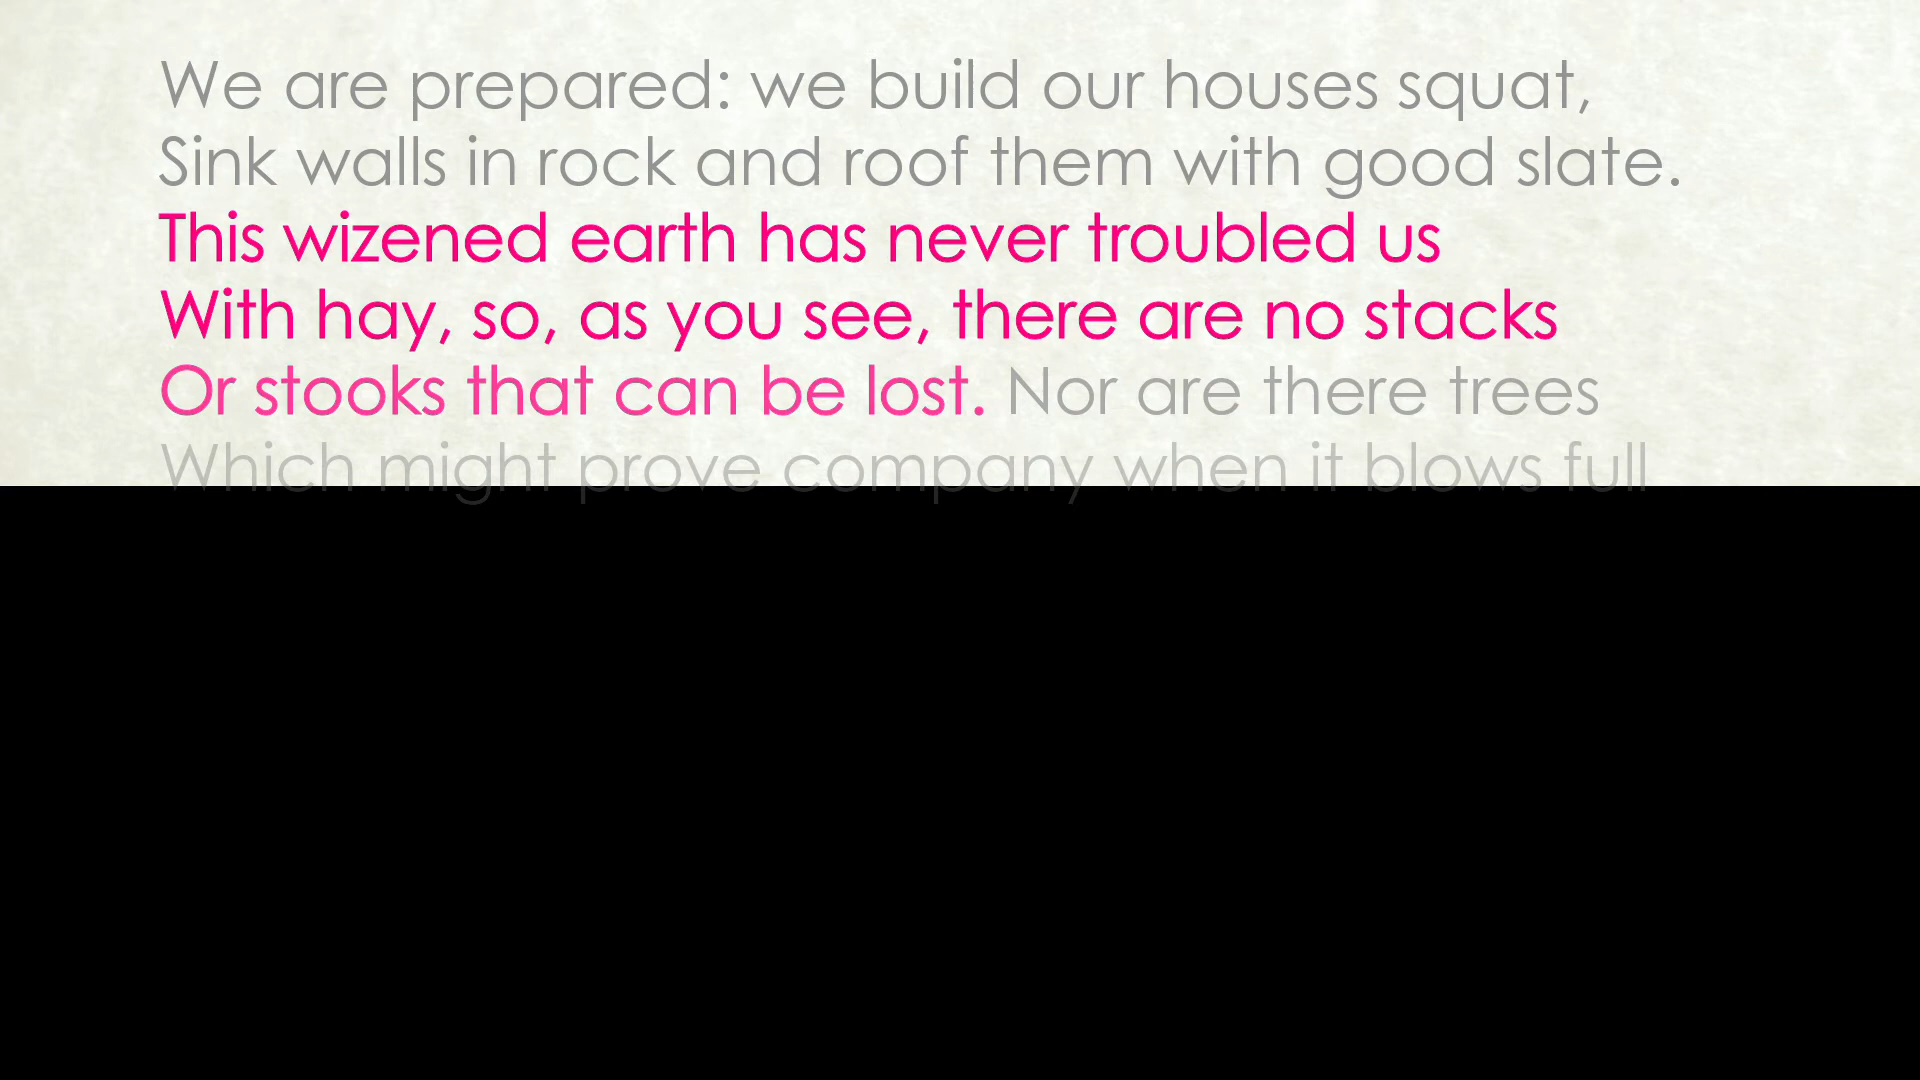 We are prepared: we build our houses squat,
Sink walls in rock and roof them with good slate.
This wizened earth has never troubled us
With hay, so, as you see, there are no stacks
Or stooks that can be lost. Nor are there trees
Which might prove company when it blows full